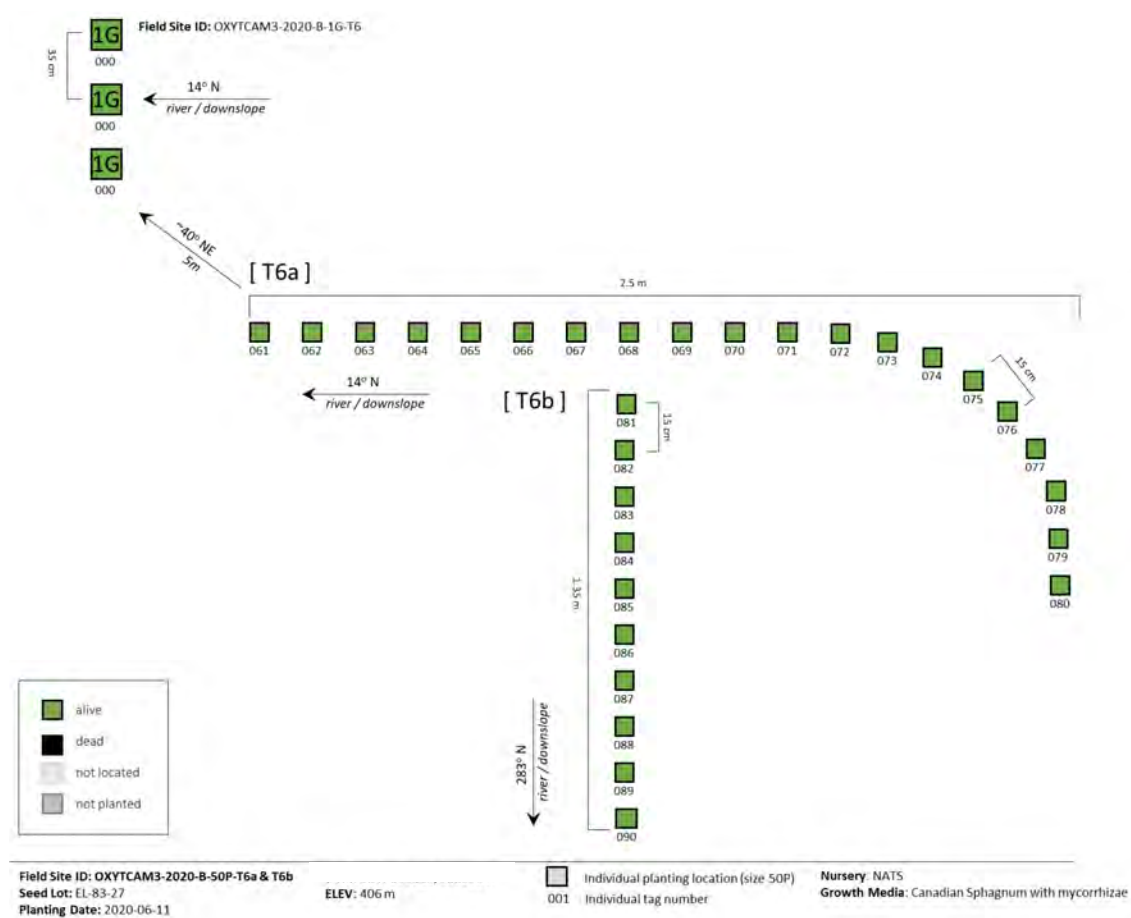 1G Field Site ID: OXYTCAM3-2020-B-1G-T6
000
35 cm
1G
000
14° N
river / downslope
1G
000
~40° NE
5m
[ T6a ]
2.5 m
061 062 063 064 065 066 067 068 069 070 071 072 073 074 075 076 077 078 079 080
15 cm
14° N
river / downslope
[ T6b ]
081
15 cm
082
083
084
1.35 m
085
086
087
088
089
090
283° N
river / downslope
alive
dead
not located
not planted
Field Site ID: OXYTCAM3-2020-B-50P-T6a & T6b
Seed Lot: EL-83-27
Planting Date: 2020-06-11
ELEV: 406 m
Individual planting location (size 50P)
001 Individual tag number
Nursery: NATS
Growth Media: Canadian Sphagnum with mycorrhizae